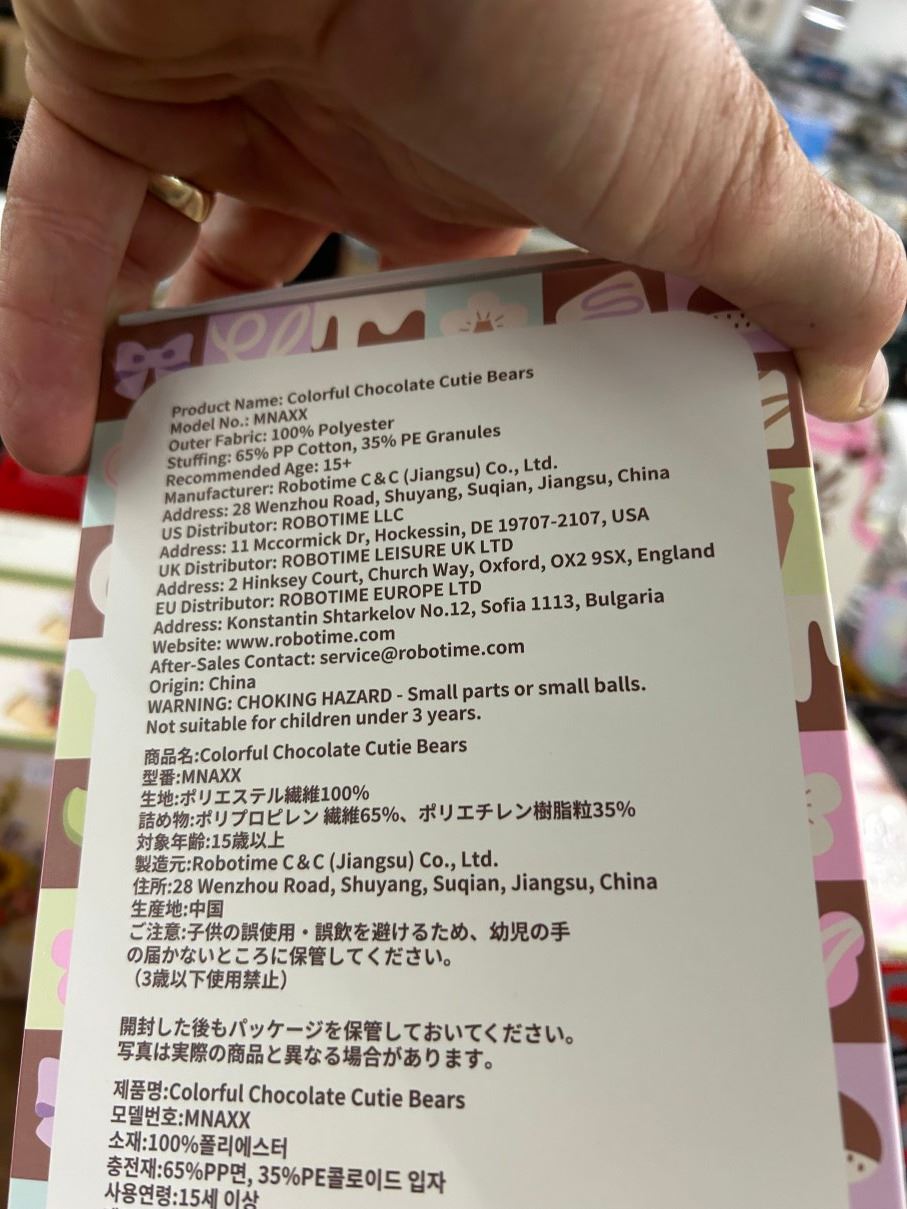 Product Name: Colorful Chocolate Cutie Bears
Model No.: MNAXX
Outer Fabric: 100% Polyester
Stuffing: 65% PP Cotton, 35% PE Granules
Recommended Age: 15+
Manufacturer: Robotime C&C (Jiangsu) Co., Ltd.
Address: 28 Wenzhou Road, Shuyang, Suqian, Jiangsu, China
US Distributor: ROBOTIME LLC
Address: 11 Mccormick Dr, Hockessin, DE 19707-2107, USA
UK Distributor: ROBOTIME LEISURE UK LTD
Address: 2 Hinksey Court, Church Way, Oxford, OX2 9SX, England
EU Distributor: ROBOTIME EUROPE LTD
Address: Konstantin Shtarkelov No.12, Sofia 1113, Bulgaria
Website: www.robotime.com
After-Sales Contact: service@robotime.com
Origin: China
WARNING: CHOKING HAZARD - Small parts or small balls.
Not suitable for children under 3 years.
商品名:Colorful Chocolate Cutie Bears
型番:MNAXX
生地:ポリエステル繊維100%
詰め物:ポリプロピレン 繊維65%、ポリエチレン樹脂粒35%
対象年齢:15歳以上
製造元:Robotime C&C (Jiangsu) Co., Ltd.
住所:28 Wenzhou Road, Shuyang, Suqian, Jiangsu, China
生産地:中国
ご注意:子供の誤使用・誤飲を避けるため、幼児の手
の届かないところに保管してください。
（3歳以下使用禁止）
開封した後もパッケージを保管しておいてください。
写真は実際の商品と異なる場合があります。
제품명:Colorful Chocolate Cutie Bears
모델번호:MNAXX
소재:100%폴리에스터
충전재:65%PP면, 35%PE콜로이드 입자
사용연령:15세 이상